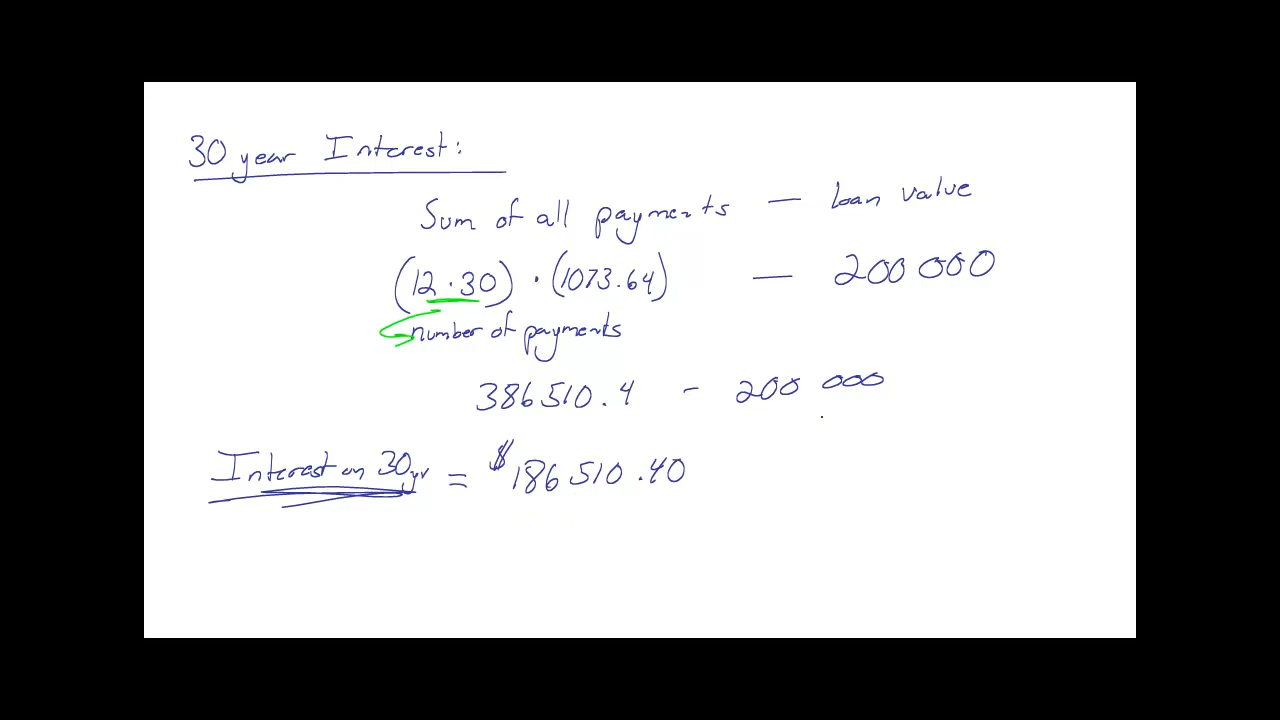 30 year Interest:
Sum of all payments — loan value
(12 · 30) · (1073.64) — 200 000
number of payments
386510.4 - 200 000
Interest on 30yr = $186510.40